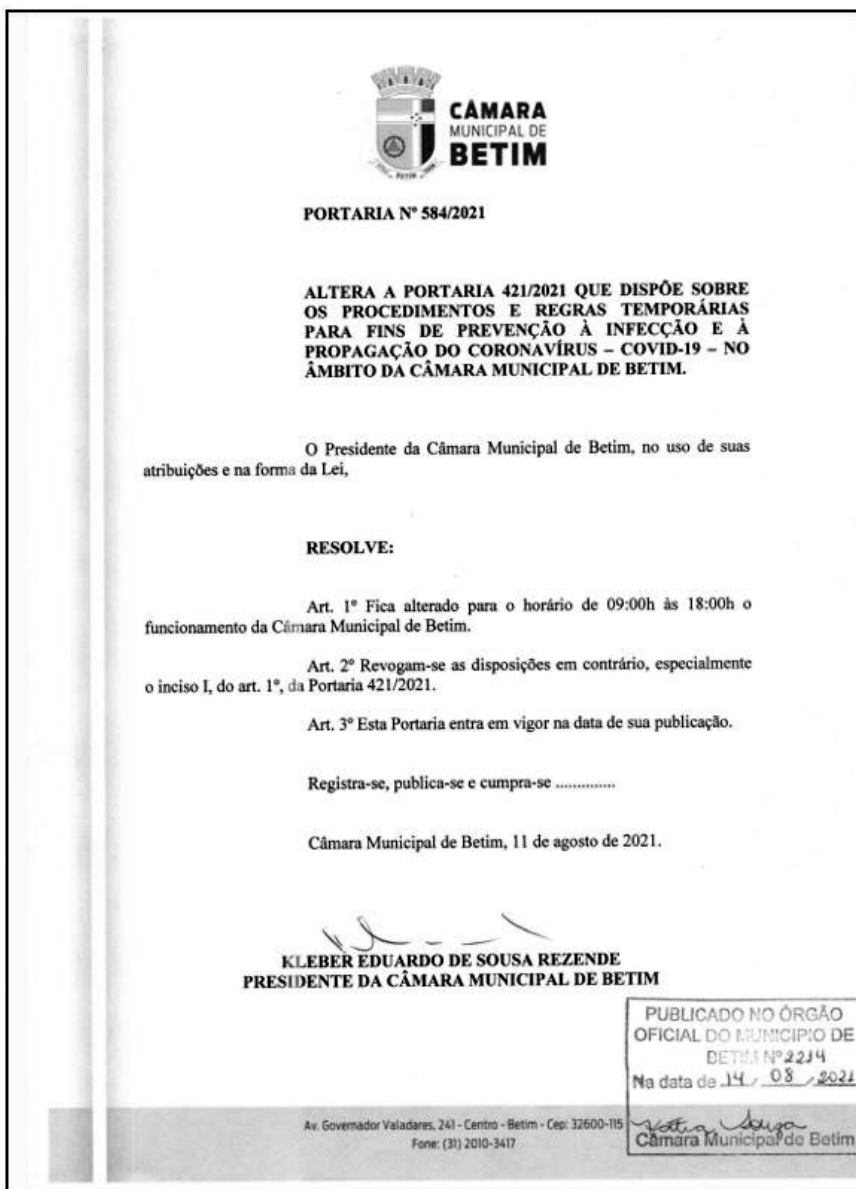 CÂMARA
MUNICIPAL DE
BETIM
BETIM
PORTARIA Nº 584/2021
ALTERA A PORTARIA 421/2021 QUE DISPÕE SOBRE
OS PROCEDIMENTOS E REGRAS TEMPORÁRIAS
PARA FINS DE PREVENÇÃO À INFECÇÃO E À
PROPAGAÇÃO DO CORONAVÍRUS – COVID-19 – NO
ÂMBITO DA CÂMARA MUNICIPAL DE BETIM.
O Presidente da Câmara Municipal de Betim, no uso de suas
atribuições e na forma da Lei,
RESOLVE:
Art. 1º Fica alterado para o horário de 09:00h às 18:00h o
funcionamento da Câmara Municipal de Betim.
Art. 2º Revogam-se as disposições em contrário, especialmente
o inciso I, do art. 1º, da Portaria 421/2021.
Art. 3º Esta Portaria entra em vigor na data de sua publicação.
Registra-se, publica-se e cumpra-se ..............
Câmara Municipal de Betim, 11 de agosto de 2021.
KLEBER EDUARDO DE SOUSA REZENDE
PRESIDENTE DA CÂMARA MUNICIPAL DE BETIM
PUBLICADO NO ÓRGÃO
OFICIAL DO MUNICIPIO DE
BETIM Nº 2214
Na data de 14 / 08 / 2021
Souza
Câmara Municipal de Betim
Av. Governador Valadares, 241 - Centro - Betim - Cep: 32600-115
Fone: (31) 2010-3417